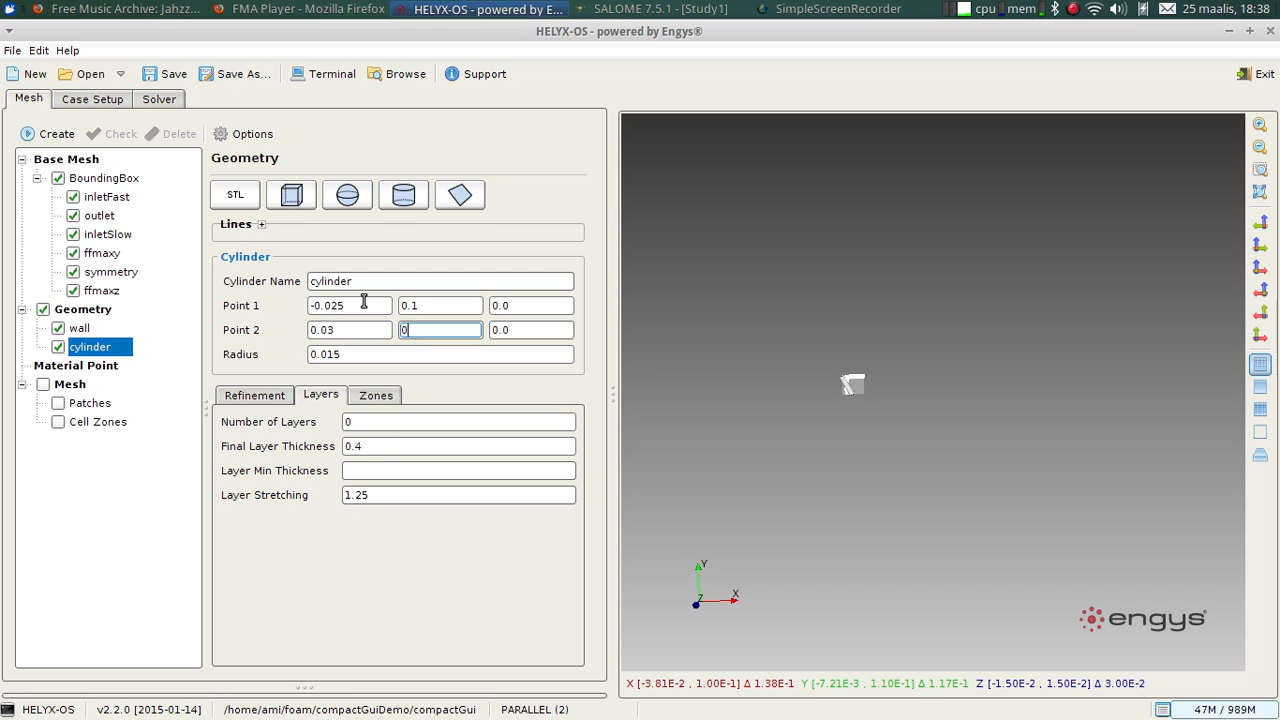 Free Music Archive: Jahzz... FMA Player - Mozilla Firefox HELYX-OS - powered by E... SALOME 7.5.1 - [Study1] SimpleScreenRecorder cpu mem 25 maalis, 18:38
HELYX-OS - powered by Engys®
File Edit Help
New Open Save Save As... Terminal Browse Support Exit
Mesh Case Setup Solver
Create Check Delete Options
Base Mesh
BoundingBox
inletFast
outlet
inletSlow
ffmaxy
symmetry
ffmaxz
Geometry
wall
cylinder
Material Point
Mesh
Patches
Cell Zones
Geometry
STL
Lines
Cylinder
Cylinder Name cylinder
Point 1 -0.025 0.1 0.0
Point 2 0.03 0 0.0
Radius 0.015
Refinement Layers Zones
Number of Layers 0
Final Layer Thickness 0.4
Layer Min Thickness
Layer Stretching 1.25
Y
X
Z
engys®
X [-3.81E-2 , 1.00E-1] Δ 1.38E-1 Y [-7.21E-3 , 1.10E-1] Δ 1.17E-1 Z [-1.50E-2 , 1.50E-2] Δ 3.00E-2
HELYX-OS v2.2.0 [2015-01-14] /home/ami/foam/compactGuiDemo/compactGui PARALLEL (2) 47M / 989M